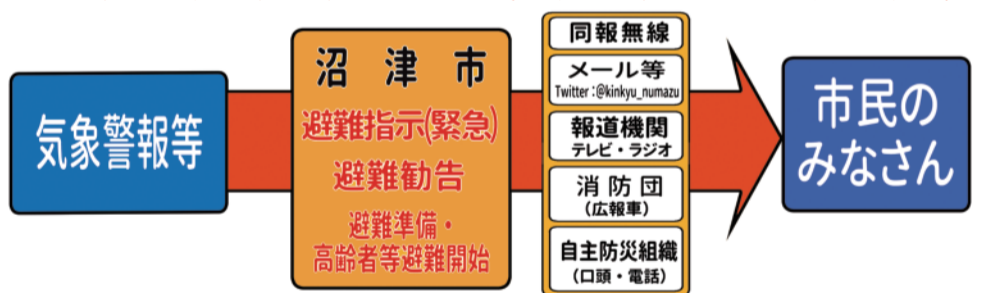 気象警報等
沼津市
避難指示(緊急)
避難勧告
避難準備・
高齢者等避難開始
同報無線
メール等
Twitter:@kinkyu_numazu
報道機関
テレビ・ラジオ
消防団
(広報車)
自主防災組織
(口頭・電話)
市民の
みなさん